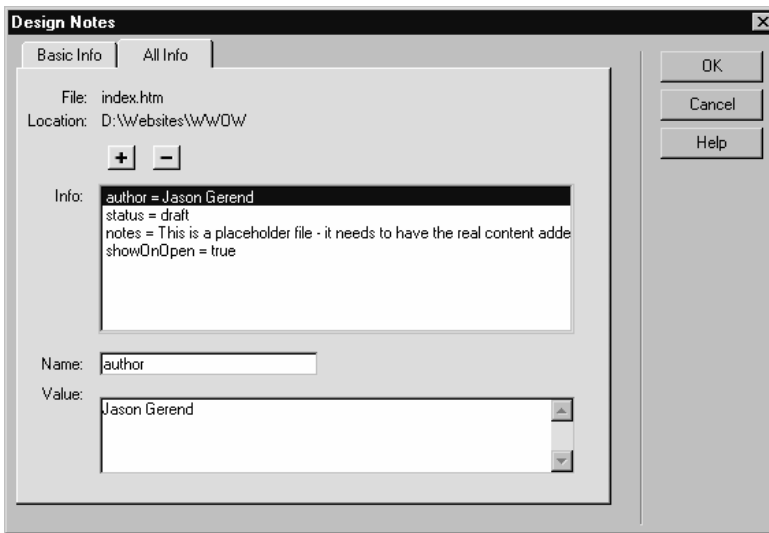 Design Notes
Basic Info
All Info
OK
Cancel
Help
File: index.htm
Location: D:\Websites\WWOW
+ −
Info:
author = Jason Gerend
status = draft
notes = This is a placeholder file - it needs to have the real content adde
showOnOpen = true
Name: author
Value: Jason Gerend